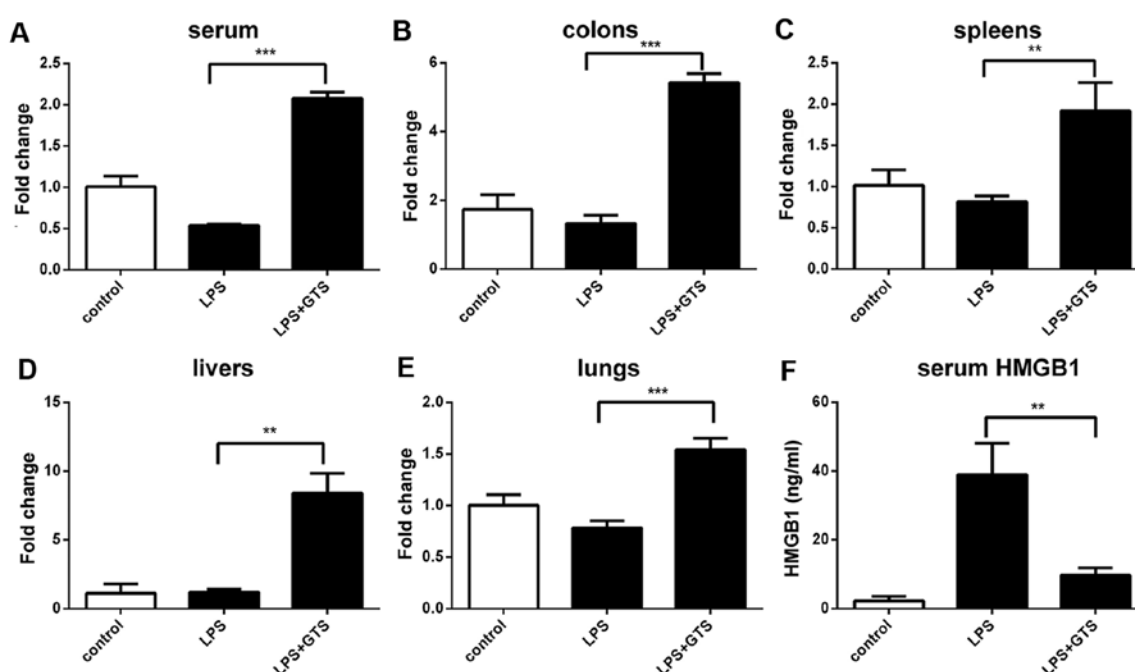 A serum
***
Fold change
2.5
2.0
1.5
1.0
0.5
0.0
control
LPS
LPS+GTS
B colons
***
Fold change
6
4
2
0
control
LPS
LPS+GTS
C spleens
**
Fold change
2.5
2.0
1.5
1.0
0.5
0.0
control
LPS
LPS+GTS
D livers
**
Fold change
15
10
5
0
control
LPS
LPS+GTS
E lungs
***
Fold change
2.0
1.5
1.0
0.5
0.0
control
LPS
LPS+GTS
F serum HMGB1
**
HMGB1 (ng/ml)
60
40
20
0
control
LPS
LPS+GTS